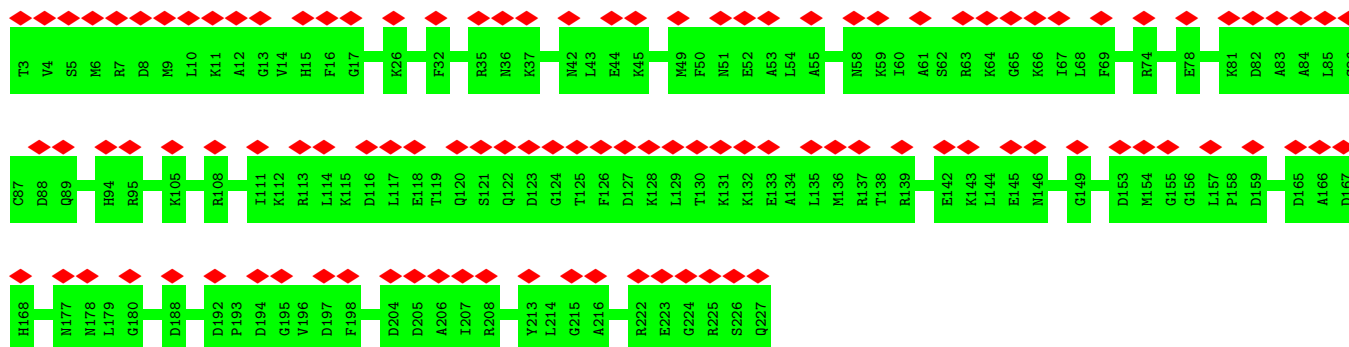 T3 V4 S5 M6 R7 D8 M9 L10 K11 A12 G13 V14 H15 F16 G17 K26 F32 R35 N36 K37 N42 L43 E44 K45 M49 F50 N51 E52 A53 L54 A55 N58 K59 I60 A61 S62 R63 K64 G65 K66 I67 L68 F69 R74 E78 K81 D82 A83 A84 L85
C87 D88 Q89 H94 R95 K105 R108 I111 K112 R113 L114 K115 D116 L117 E118 T119 Q120 S121 Q122 D123 G124 T125 F126 D127 K128 L129 T130 K131 K132 E133 A134 L135 M136 R137 T138 R139 E142 K143 L144 E145 N146 G149 D153 M154 G155 G156 L157 P158 D159 D165 A166 D167
H168 N177 N178 L179 G180 D188 D192 P193 D194 G195 V196 D197 F198 D204 D205 A206 I207 R208 Y213 L214 G215 A216 R222 E223 G224 R225 S226 Q227